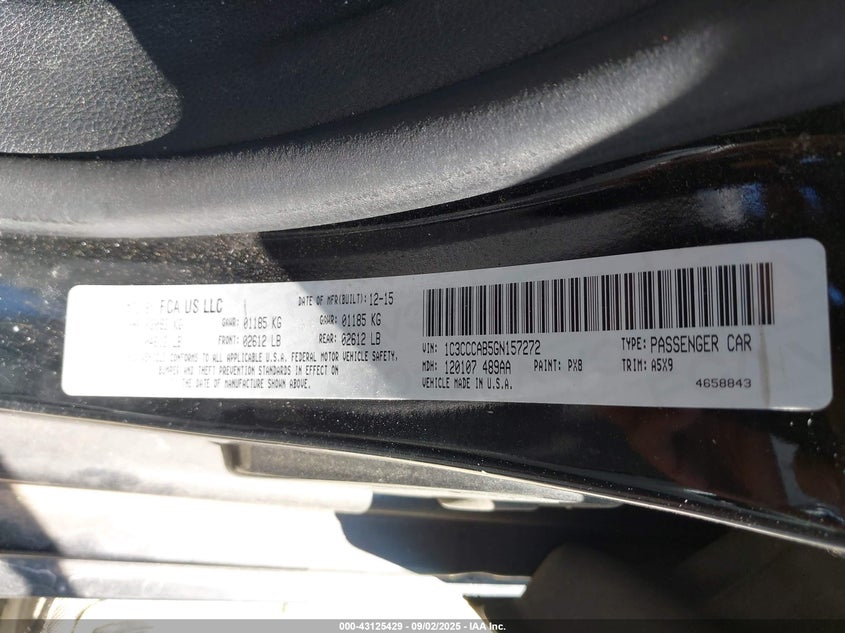 FCA US LLC
DATE OF MFR(BUILT): 12-15
GAWR: 01185 KG GAWR: 01185 KG
FRONT: 02612 LB REAR: 02612 LB
VEHICLE CONFORMS TO ALL APPLICABLE U.S.A. FEDERAL MOTOR VEHICLE SAFETY,
BUMPER AND THEFT PREVENTION STANDARDS IN EFFECT ON
THE DATE OF MANUFACTURE SHOWN ABOVE.
VIN: 1C3CCCAB5GN157272 TYPE: PASSENGER CAR
MDH: 120107 489AA PAINT: PX8 TRIM: A5X9
VEHICLE MADE IN U.S.A. 4658843
000-43125429 - 09/02/2025 - IAA Inc.